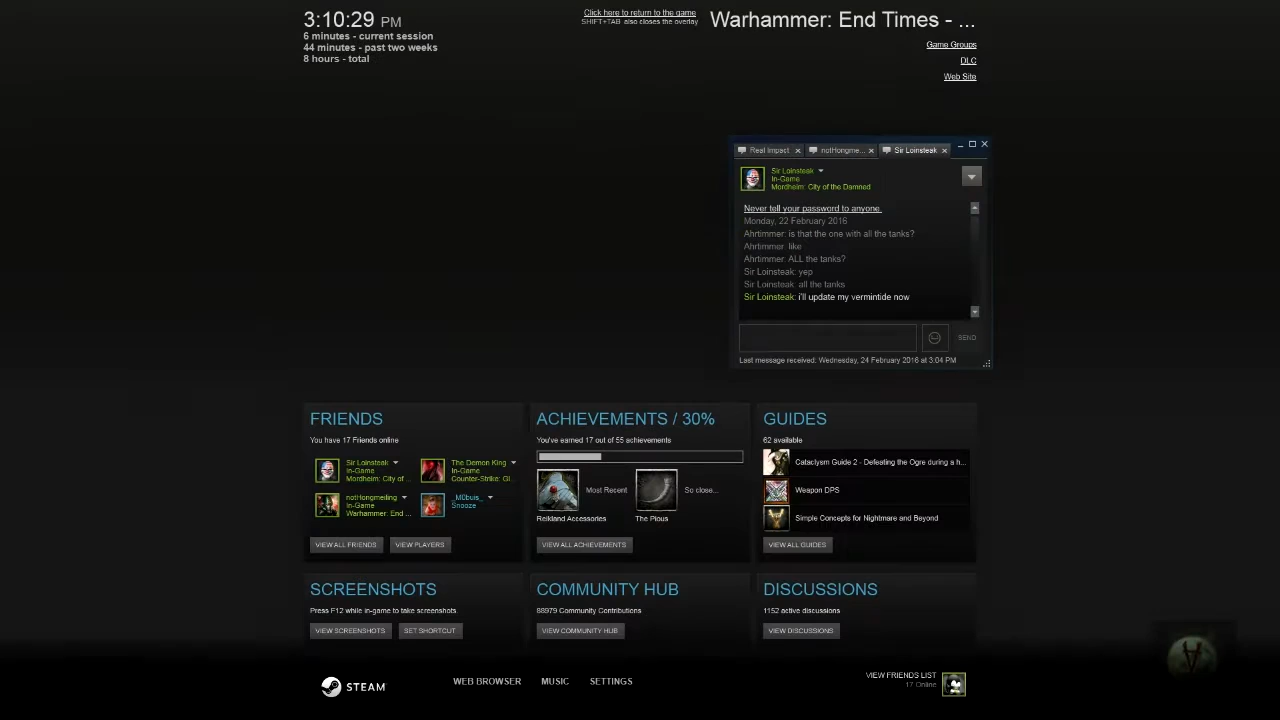 3:10:29 PM
6 minutes - current session
44 minutes - past two weeks
8 hours - total
Click here to return to the game
SHIFT+TAB also closes the overlay
Warhammer: End Times - ...
Game Groups
DLC
Web Site
Real Impact
notHongme...
Sir Loinsteak
Sir Loinsteak
In-Game
Mordheim: City of the Damned
Never tell your password to anyone.
Monday, 22 February 2016
Ahrtimmer: is that the one with all the tanks?
Ahrtimmer: like
Ahrtimmer: ALL the tanks?
Sir Loinsteak: yep
Sir Loinsteak: all the tanks
Sir Loinsteak: i'll update my vermintide now
SEND
Last message received: Wednesday, 24 February 2016 at 3:04 PM
FRIENDS
You have 17 Friends online
Sir Loinsteak
In-Game
Mordheim: City of ...
The Demon King
In-Game
Counter-Strike: Gl...
notHongmeiling
In-Game
Warhammer: End ...
_M0buis_
Snooze
VIEW ALL FRIENDS
VIEW PLAYERS
ACHIEVEMENTS / 30%
You've earned 17 out of 55 achievements
Most Recent
So close...
Reikland Accessories
The Pious
VIEW ALL ACHIEVEMENTS
GUIDES
62 available
Cataclysm Guide 2 - Defeating the Ogre during a h...
Weapon DPS
Simple Concepts for Nightmare and Beyond
VIEW ALL GUIDES
SCREENSHOTS
Press F12 while in-game to take screenshots.
VIEW SCREENSHOTS
SET SHORTCUT
COMMUNITY HUB
88979 Community Contributions
VIEW COMMUNITY HUB
DISCUSSIONS
1152 active discussions
VIEW DISCUSSIONS
STEAM
WEB BROWSER
MUSIC
SETTINGS
VIEW FRIENDS LIST
17 Online